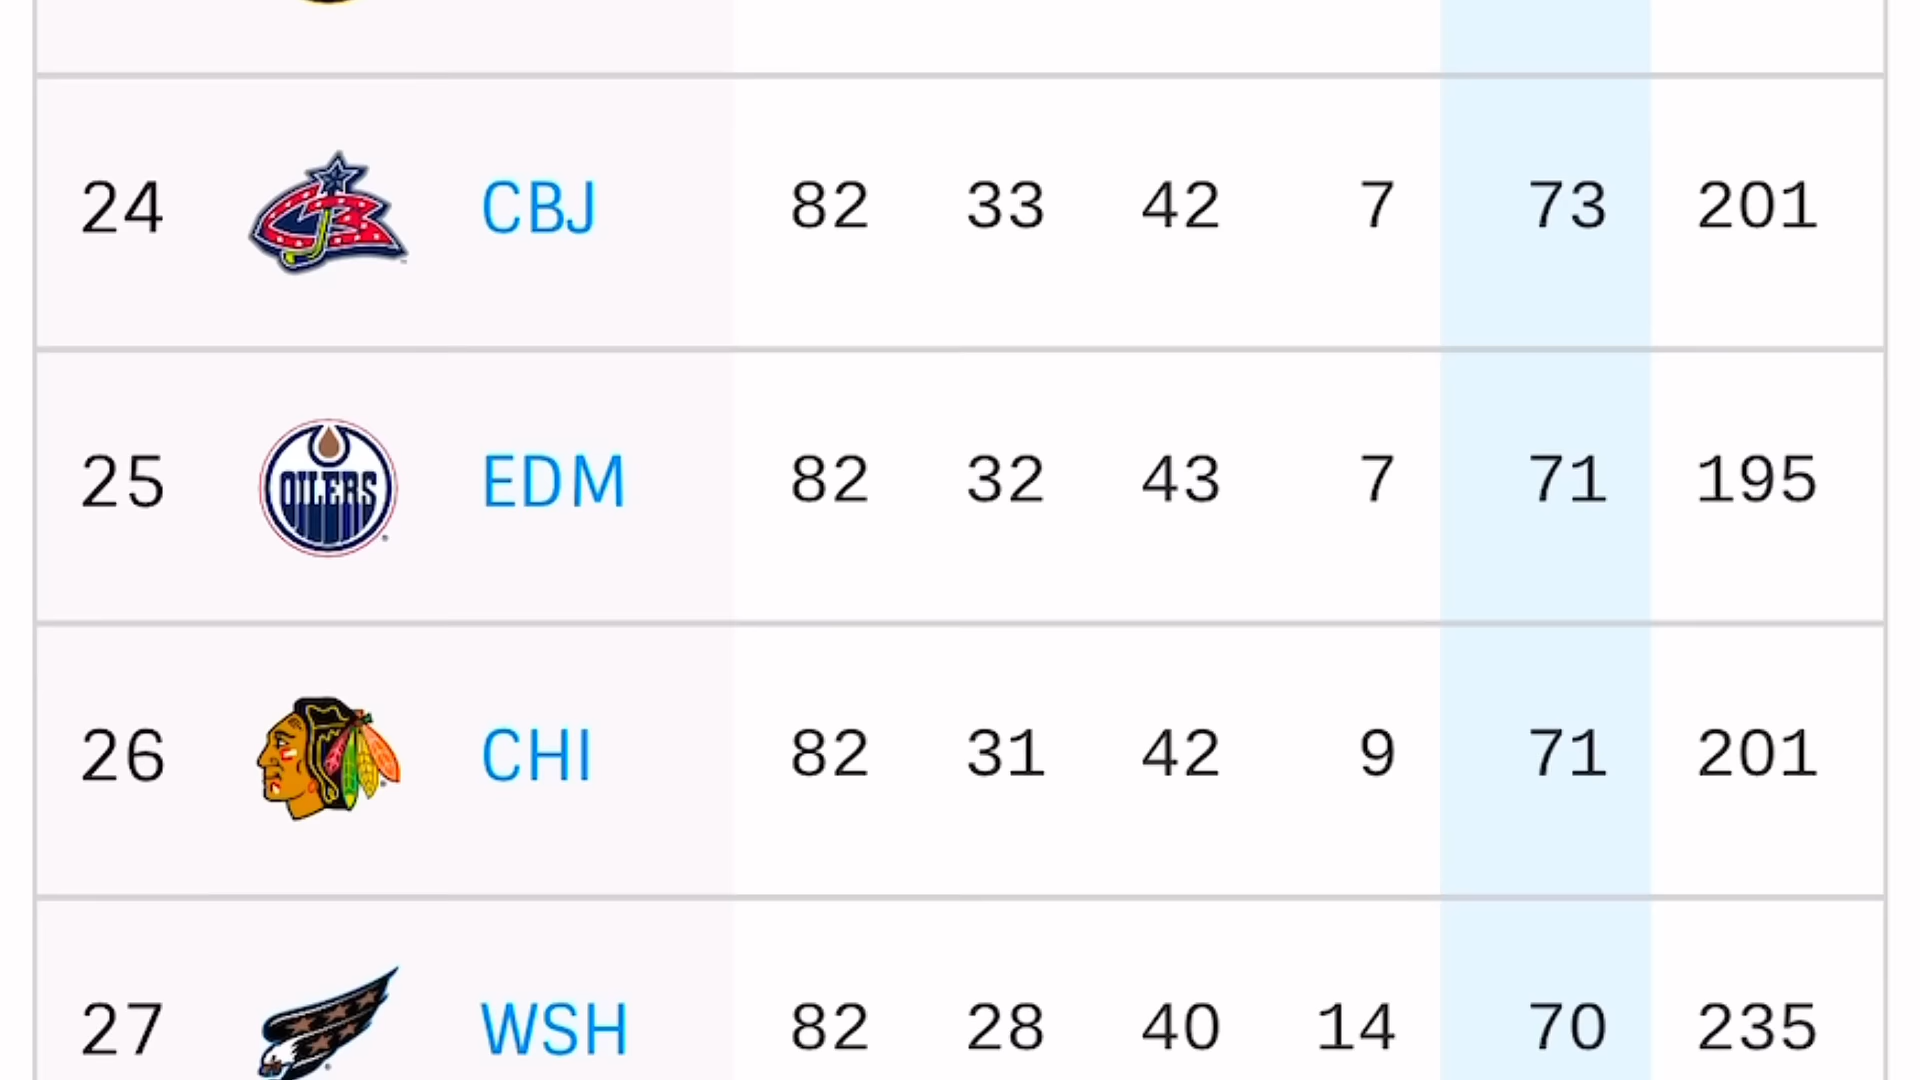 24 CBJ 82 33 42 7 73 201
25 OILERS EDM 82 32 43 7 71 195
26 CHI 82 31 42 9 71 201
27 WSH 82 28 40 14 70 235